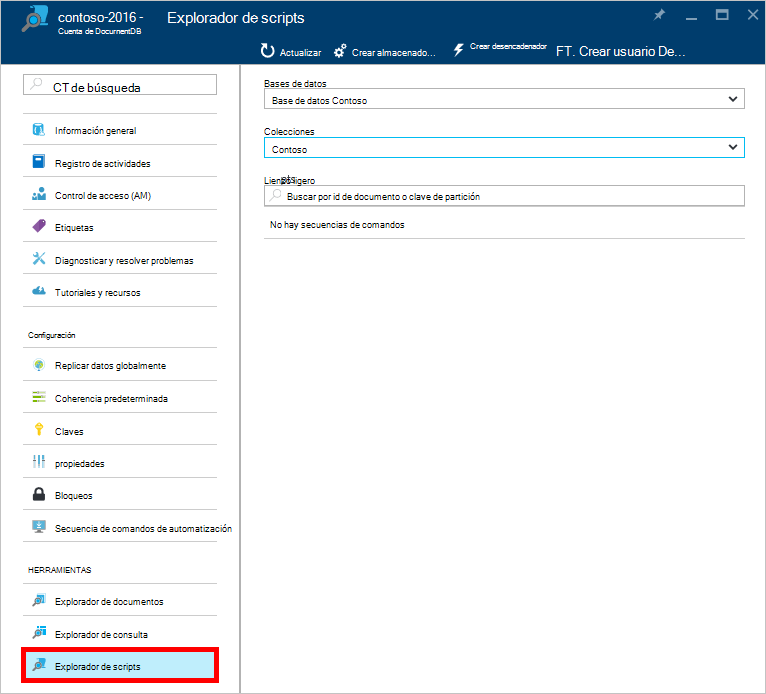 contoso-2016 -
Cuenta de DocumentDB
Explorador de scripts
Actualizar
Crear almacenado...
Crear desencadenador
FT. Crear usuario De...
CT de búsqueda
Información general
Registro de actividades
Control de acceso (AM)
Etiquetas
Diagnosticar y resolver problemas
Tutoriales y recursos
Configuración
Replicar datos globalmente
Coherencia predeterminada
Claves
propiedades
Bloqueos
Secuencia de comandos de automatización
HERRAMIENTAS
Explorador de documentos
Explorador de consulta
Explorador de scripts
Bases de datos
Base de datos Contoso
Colecciones
Contoso
ligero
Buscar por id de documento o clave de partición
No hay secuencias de comandos